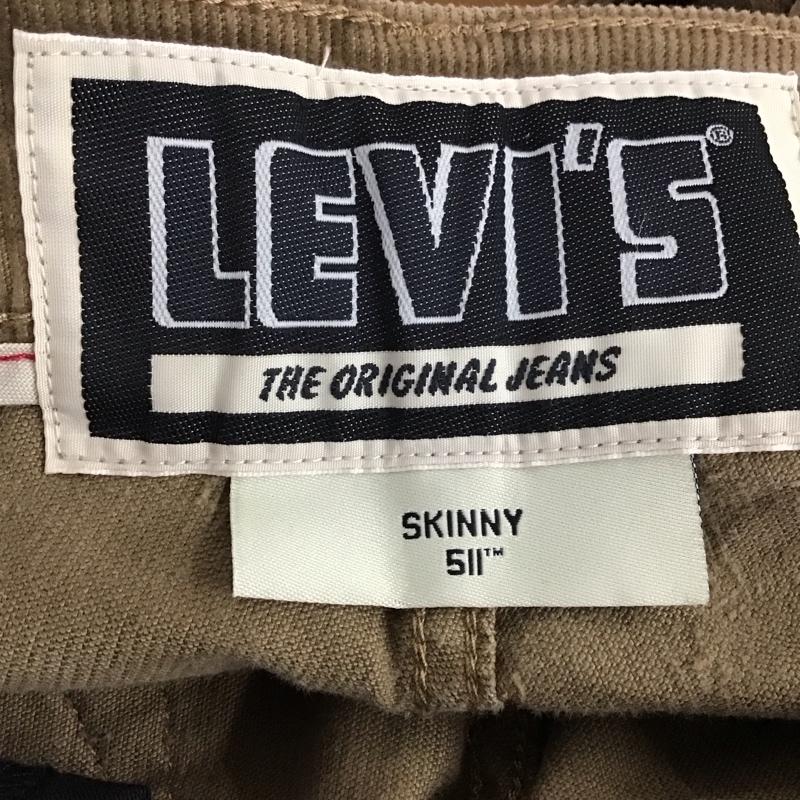 LEVI'S®
THE ORIGINAL JEANS
SKINNY
511™